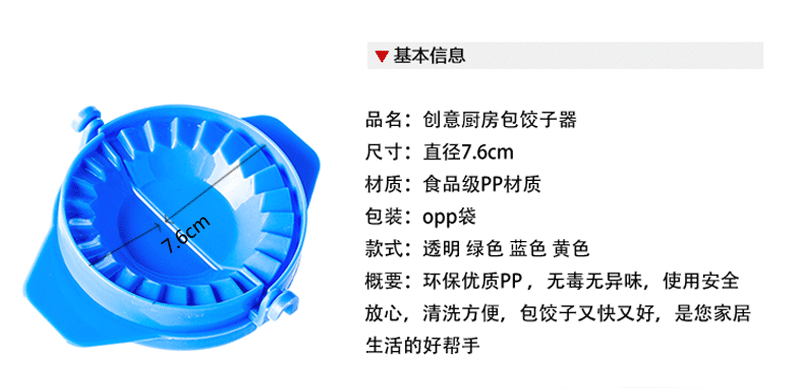 基本信息
品名：创意厨房包饺子器
尺寸：直径7.6cm
材质：食品级PP材质
包装：opp袋
款式：透明 绿色 蓝色 黄色
概要：环保优质PP，无毒无异味，使用安全
放心，清洗方便，包饺子又快又好，是您家居
生活的好帮手
7.6cm